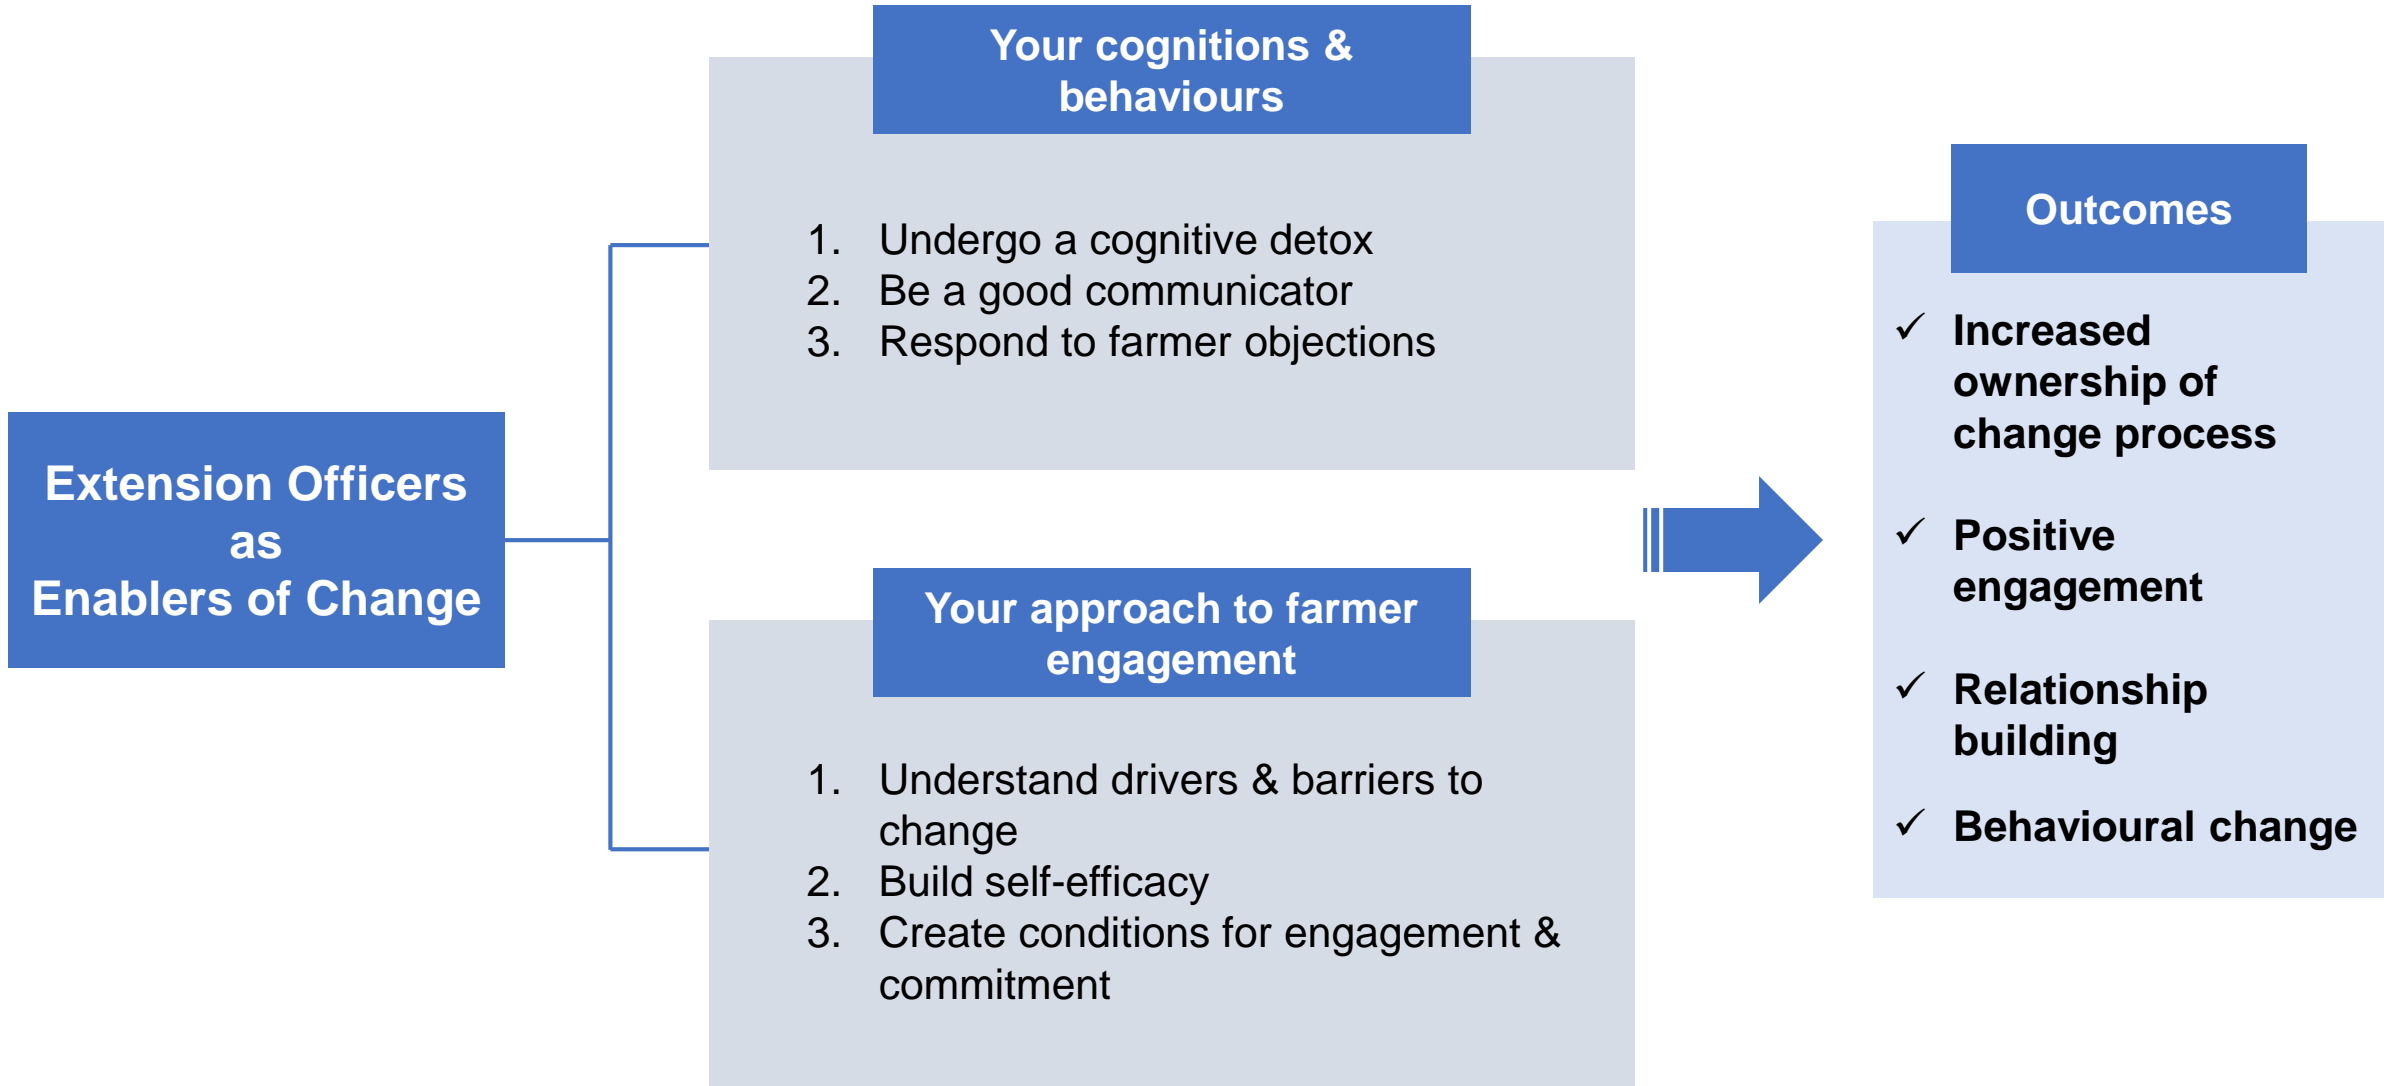 Extension Officers
as
Enablers of Change
Your cognitions &
behaviours
1. Undergo a cognitive detox
2. Be a good communicator
3. Respond to farmer objections
Your approach to farmer
engagement
1. Understand drivers & barriers to
change
2. Build self-efficacy
3. Create conditions for engagement &
commitment
Outcomes
✓ Increased
ownership of
change process
✓ Positive
engagement
✓ Relationship
building
✓ Behavioural change